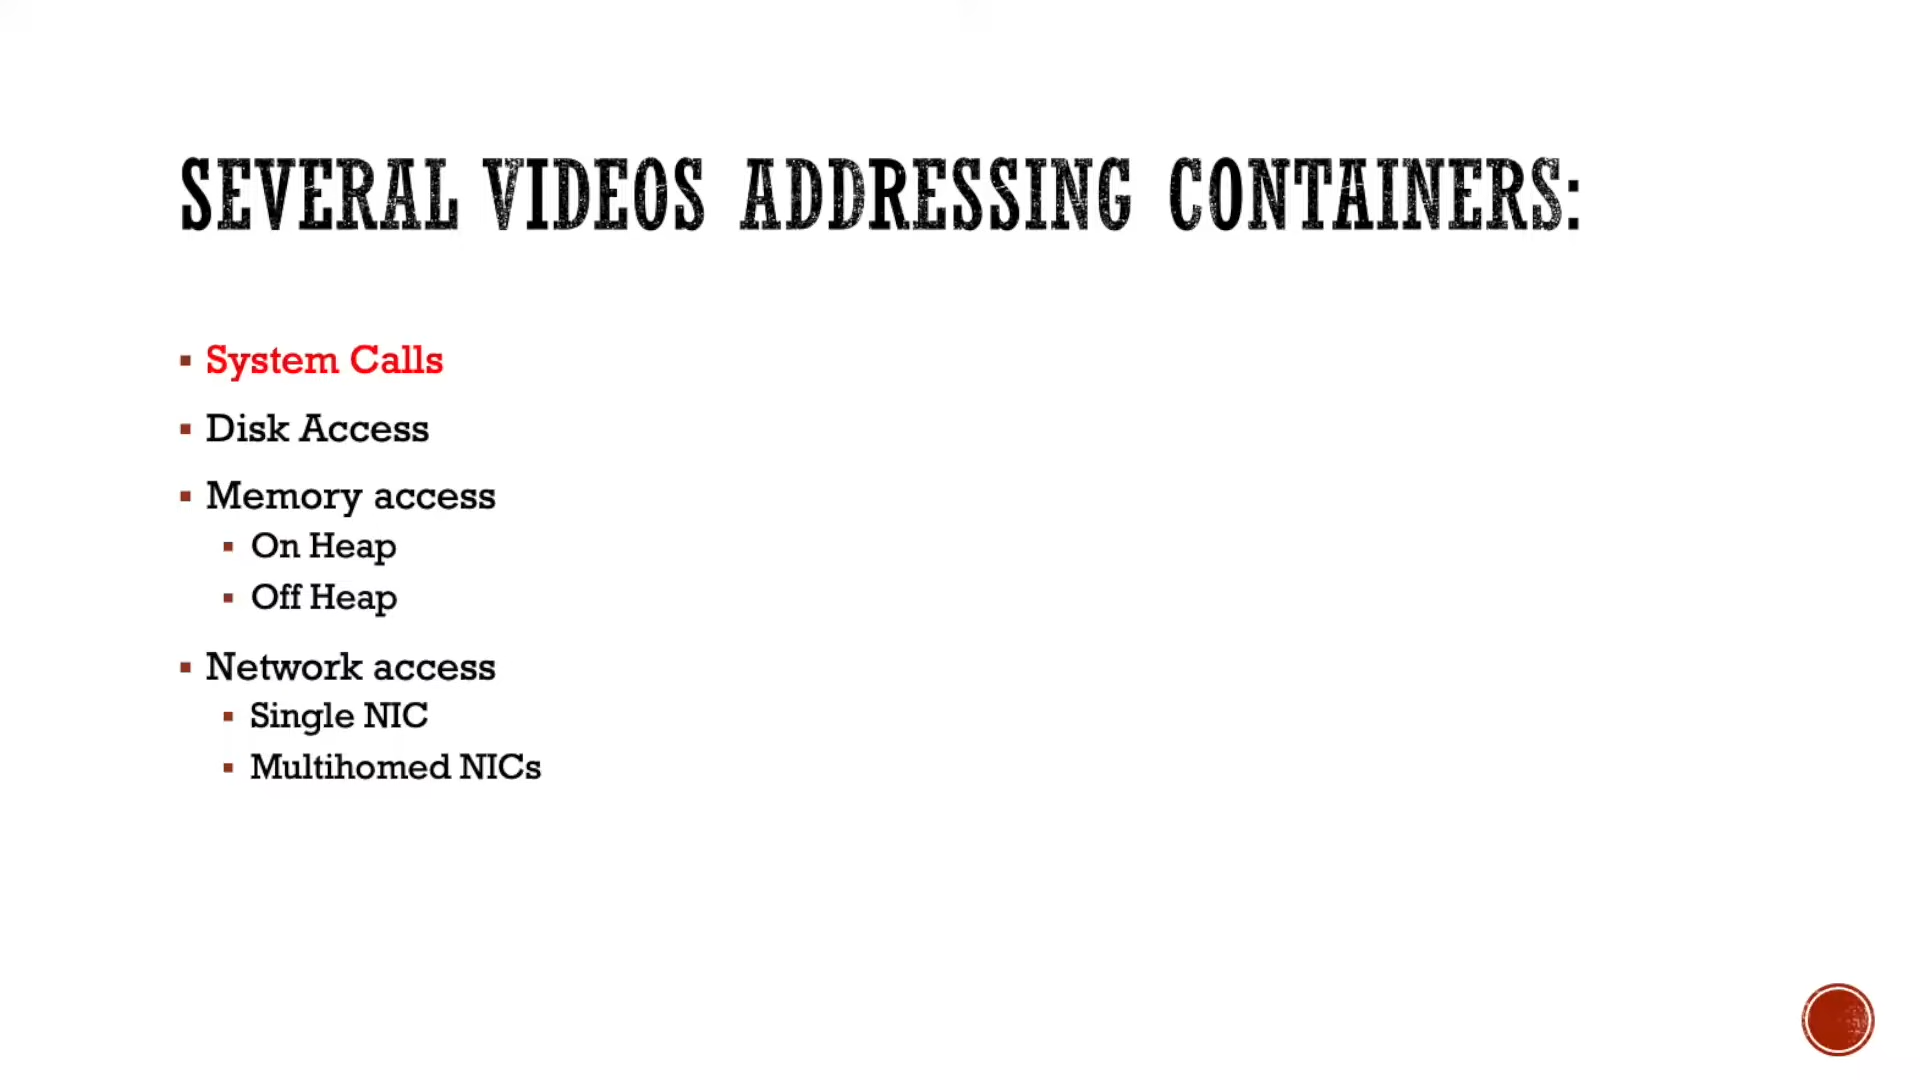 SEVERAL VIDEOS ADDRESSING CONTAINERS:
System Calls
Disk Access
Memory access
On Heap
Off Heap
Network access
Single NIC
Multihomed NICs